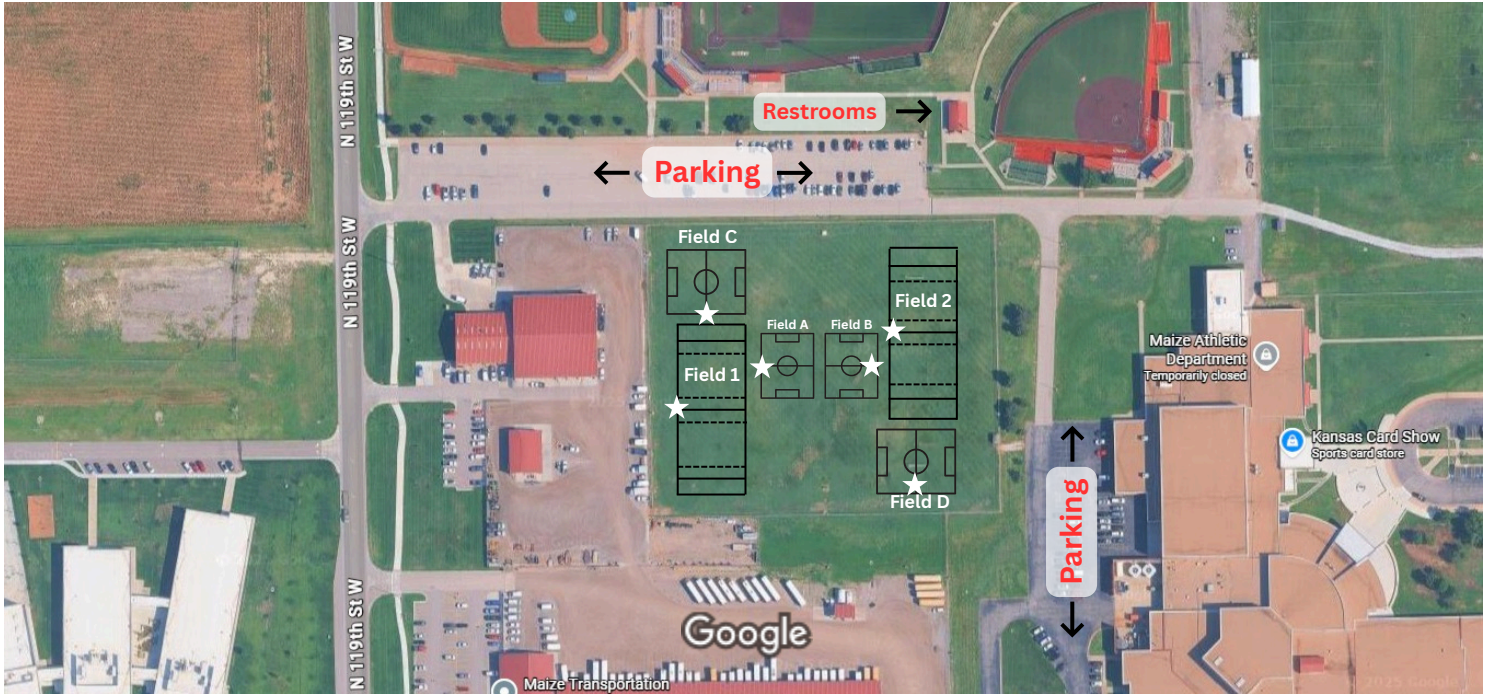 N 119th St W
Restrooms
Parking
N 119th St W
Field C
Field 2
Field A
Field B
Field 1
Maize Athletic
Department
Temporarily closed
Kansas Card Show
Sports card store
Parking
Field D
N 119th St W
Google
Maize Transportation